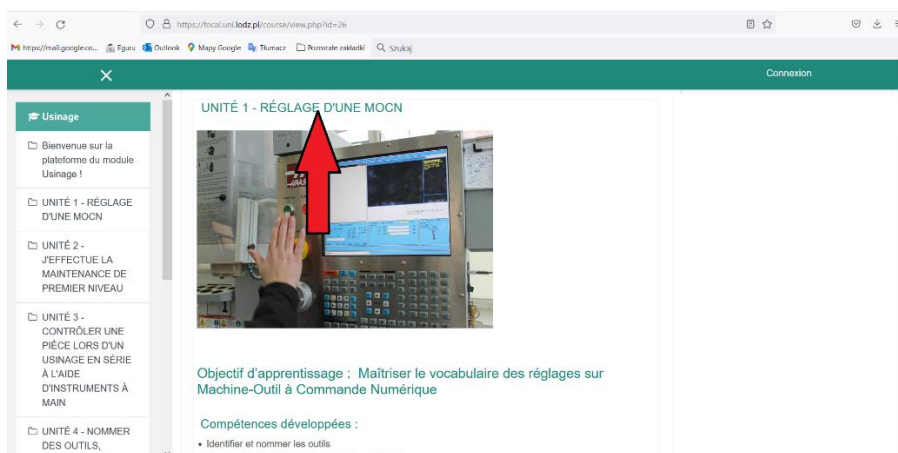 https://focal.uni.lodz.pl/course/view.php?id=26
https://mail.google.co... Eguru Outlook Mapy Google Tłumacz Pozostałe zakładki Szukaj
Connexion
Usinage
Bienvenue sur la
plateforme du module
Usinage !
UNITÉ 1 - RÉGLAGE
D'UNE MOCN
UNITÉ 2 -
J'EFFECTUE LA
MAINTENANCE DE
PREMIER NIVEAU
UNITÉ 3 -
CONTRÔLER UNE
PIÈCE LORS D'UN
USINAGE EN SÉRIE
À L'AIDE
D'INSTRUMENTS À
MAIN
UNITÉ 4 - NOMMER
DES OUTILS,
UNITÉ 1 - RÉGLAGE D'UNE MOCN
Objectif d'apprentissage : Maîtriser le vocabulaire des réglages sur
Machine-Outil à Commande Numérique
Compétences développées :
• Identifier et nommer les outils